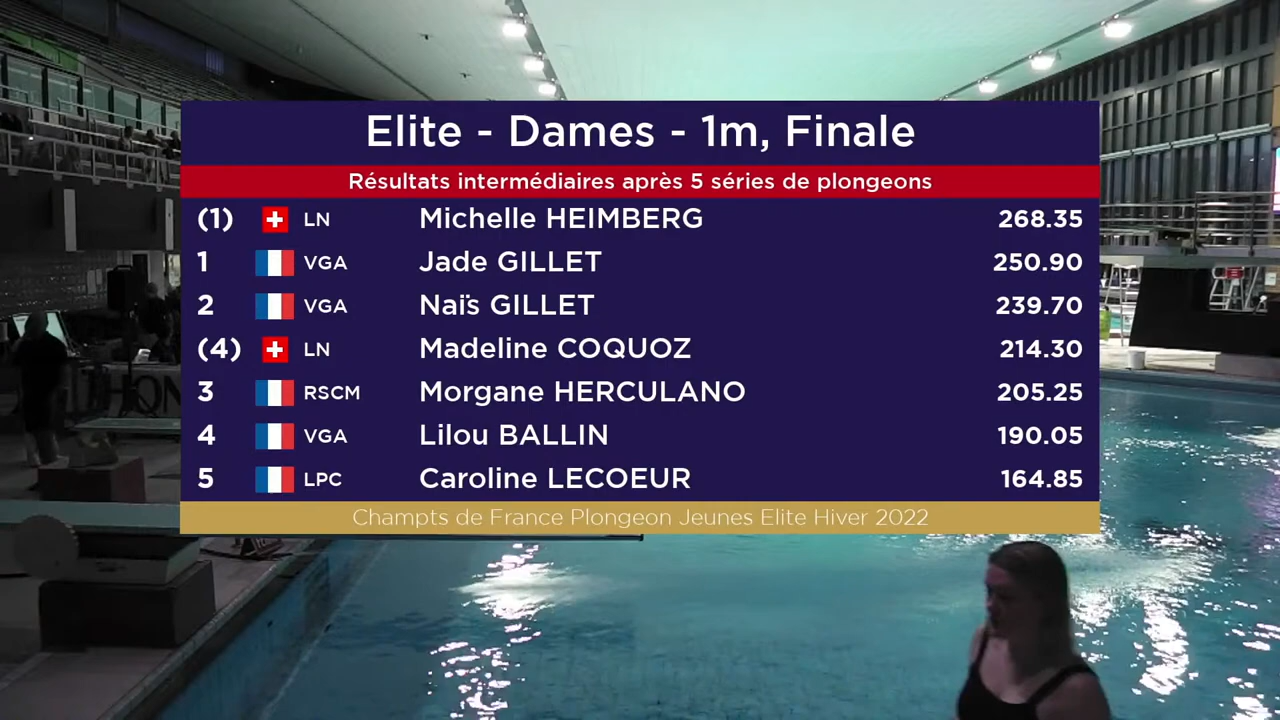 Elite - Dames - 1m, Finale
Résultats intermédiaires après 5 séries de plongeons
(1) LN Michelle HEIMBERG 268.35
1 VGA Jade GILLET 250.90
2 VGA Naïs GILLET 239.70
(4) LN Madeline COQUOZ 214.30
3 RSCM Morgane HERCULANO 205.25
4 VGA Lilou BALLIN 190.05
5 LPC Caroline LECOEUR 164.85
Champts de France Plongeon Jeunes Elite Hiver 2022